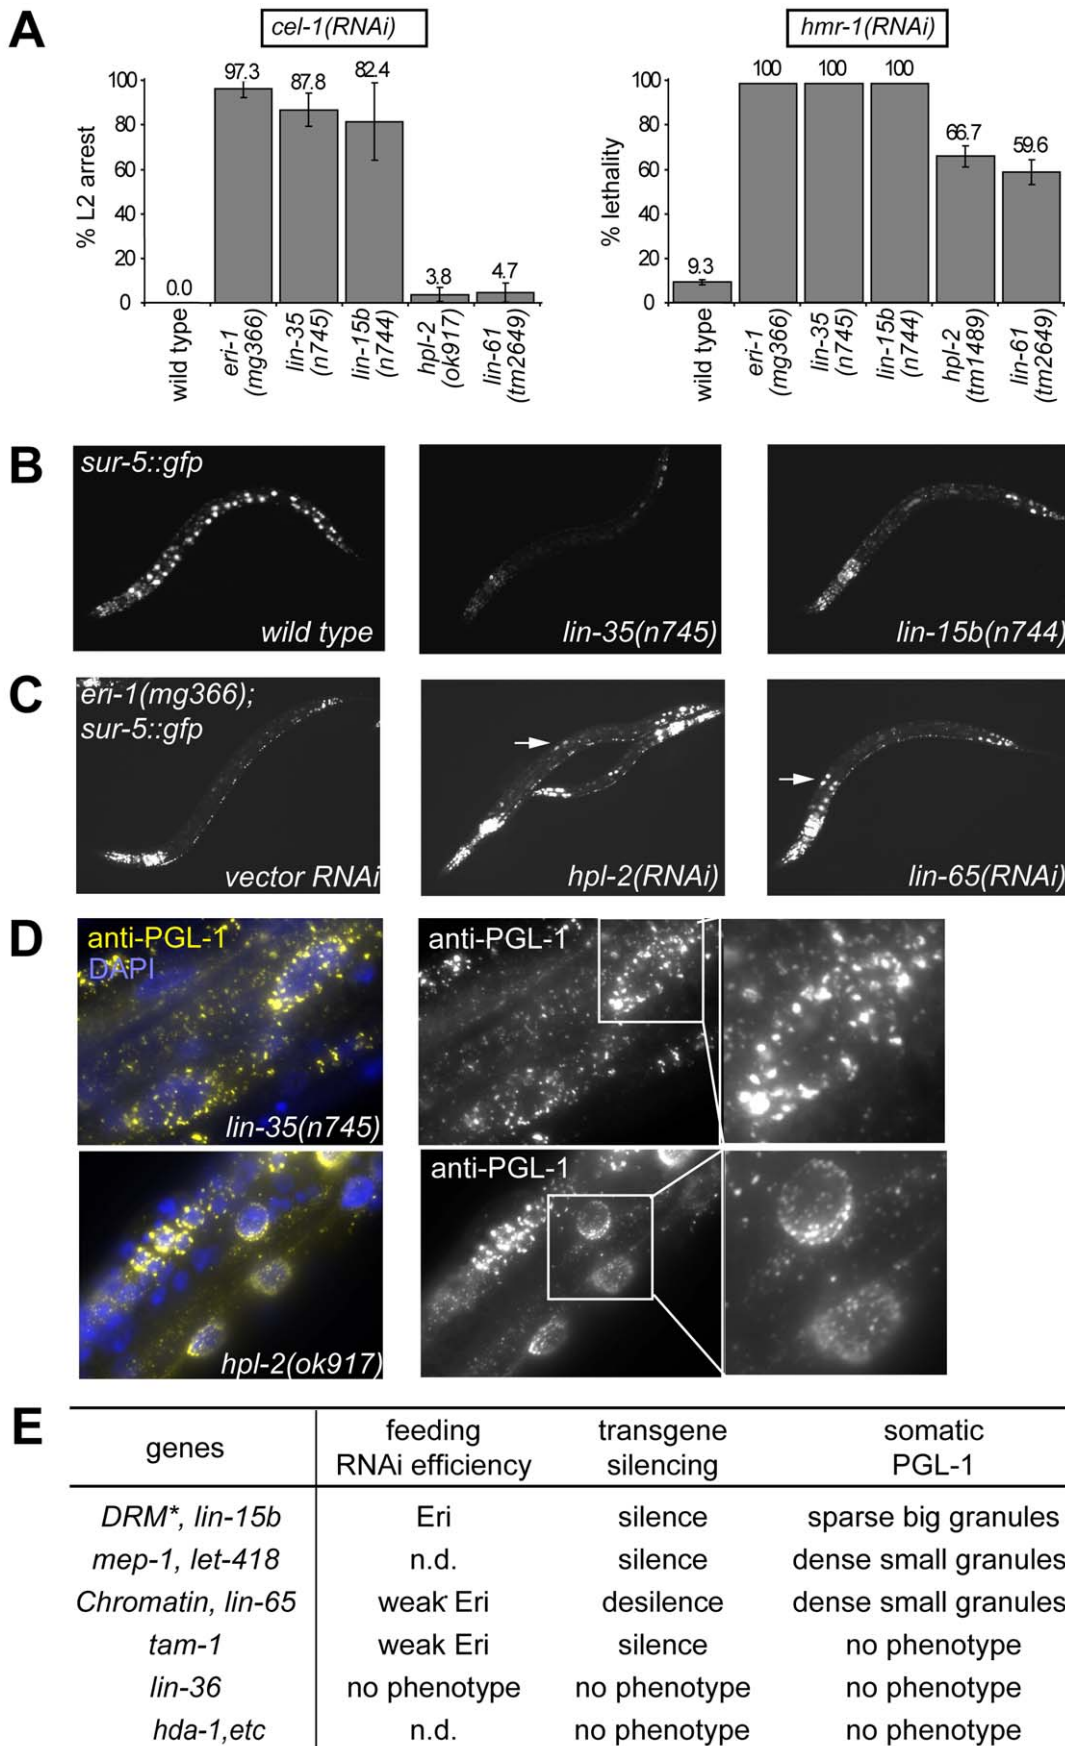 A
cel-1(RNAi)
% L2 arrest
100
80
60
40
20
0
0.0
97.3
87.8
82.4
3.8
4.7
wild type
eri-1
(mg366)
lin-35
(n745)
lin-15b
(n744)
hpl-2
(ok917)
lin-61
(tm2649)
hmr-1(RNAi)
% lethality
100
80
60
40
20
0
9.3
100
100
100
66.7
59.6
wild type
eri-1
(mg366)
lin-35
(n745)
lin-15b
(n744)
hpl-2
(tm1489)
lin-61
(tm2649)
B
sur-5::gfp
wild type
lin-35(n745)
lin-15b(n744)
C
eri-1(mg366);
sur-5::gfp
vector RNAi
hpl-2(RNAi)
lin-65(RNAi)
D
anti-PGL-1
DAPI
lin-35(n745)
anti-PGL-1
hpl-2(ok917)
anti-PGL-1
E
genes
feeding
RNAi efficiency
transgene
silencing
somatic
PGL-1
DRM*, lin-15b Eri silence sparse big granules
mep-1, let-418 n.d. silence dense small granules
Chromatin, lin-65 weak Eri desilence dense small granules
tam-1 weak Eri silence no phenotype
lin-36 no phenotype no phenotype no phenotype
hda-1,etc n.d. no phenotype no phenotype